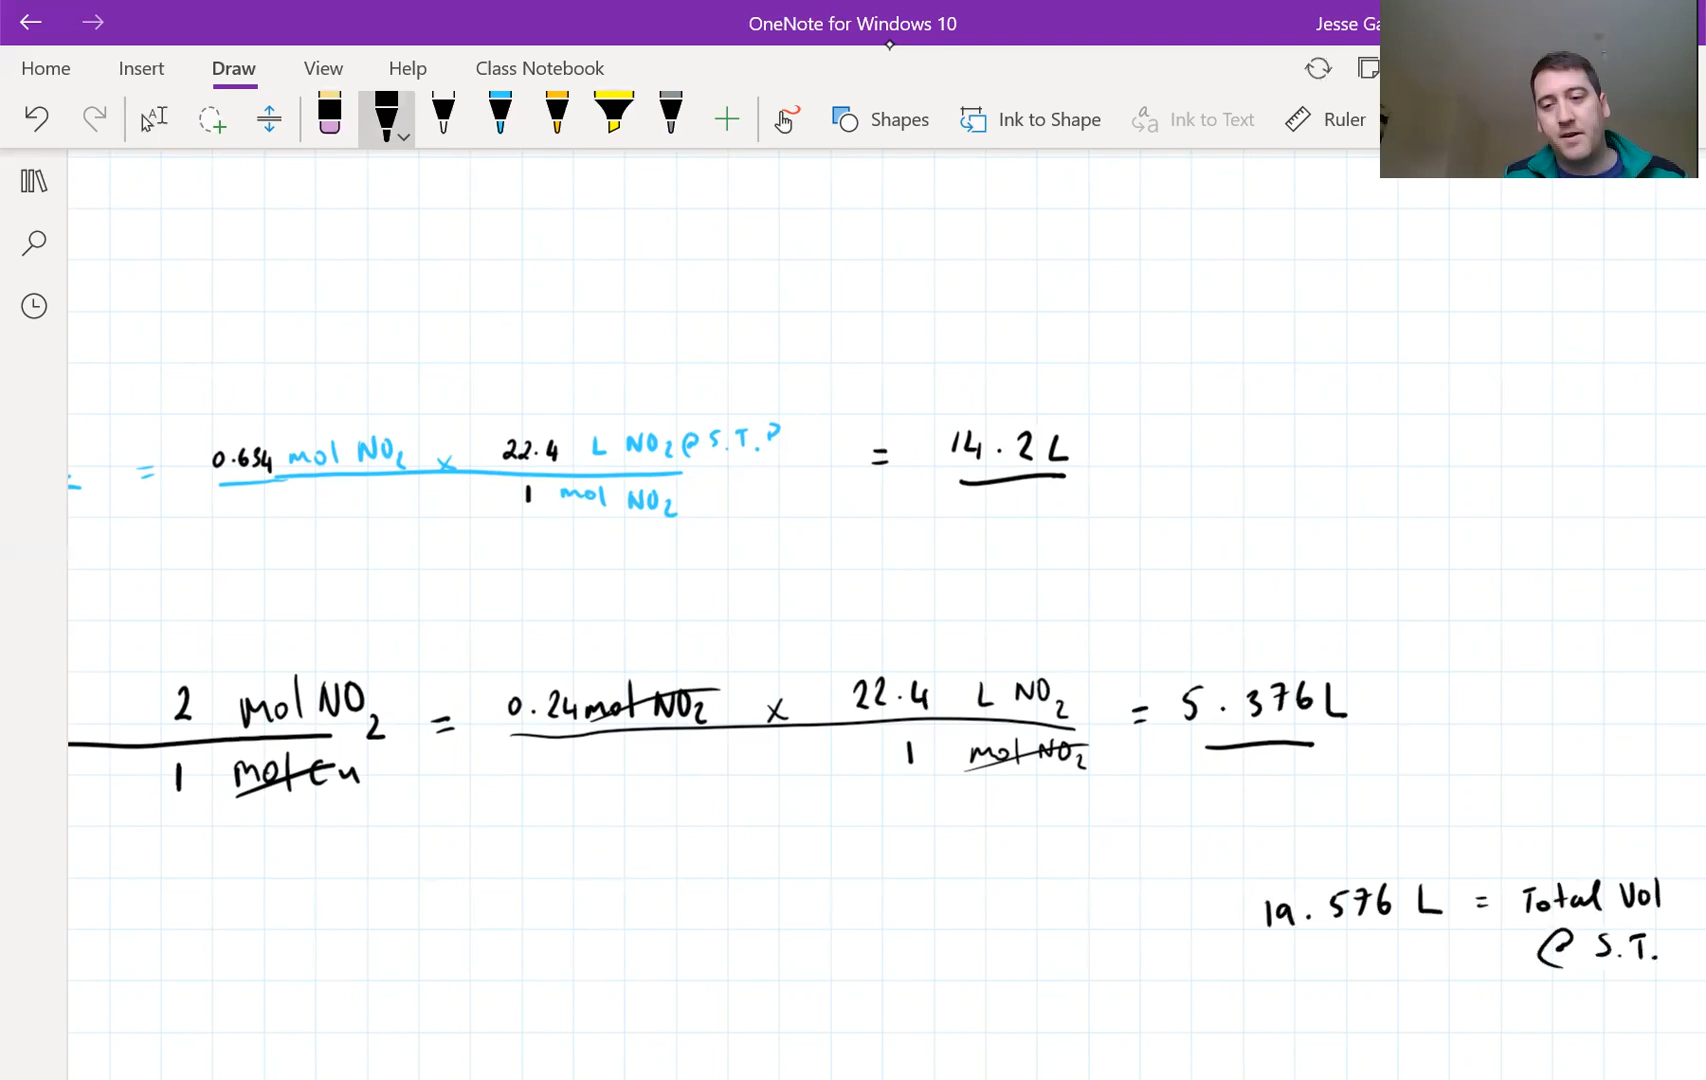 OneNote for Windows 10
Jesse Ga
Home Insert Draw View Help Class Notebook
Shapes Ink to Shape Ink to Text Ruler
= 0.634 mol NO2 x 22.4 L NO2 @ S.T.P = 14.2 L
1 mol NO2
2 mol NO2 = 0.24 mol NO2 x 22.4 L NO2 = 5.376 L
1 mol Cu 1 mol NO2
19.576 L = Total Vol
@ S.T.